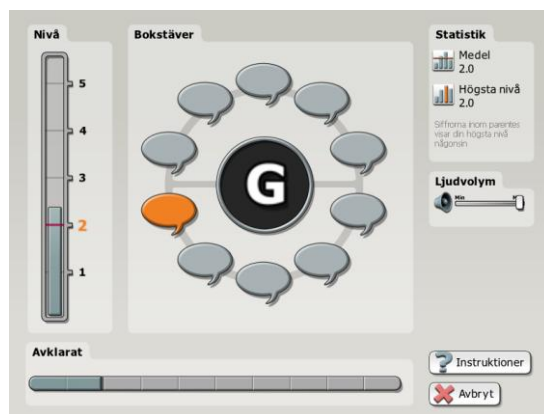 Nivå
5
4
3
2
1
Bokstäver
G
Statistik
Medel
2.0
Högsta nivå
2.0
Siffrorna inom parentes
visar din högsta nivå
någonsin
Ljudvolym
Min
Avklarat
Instruktioner
Avbryt